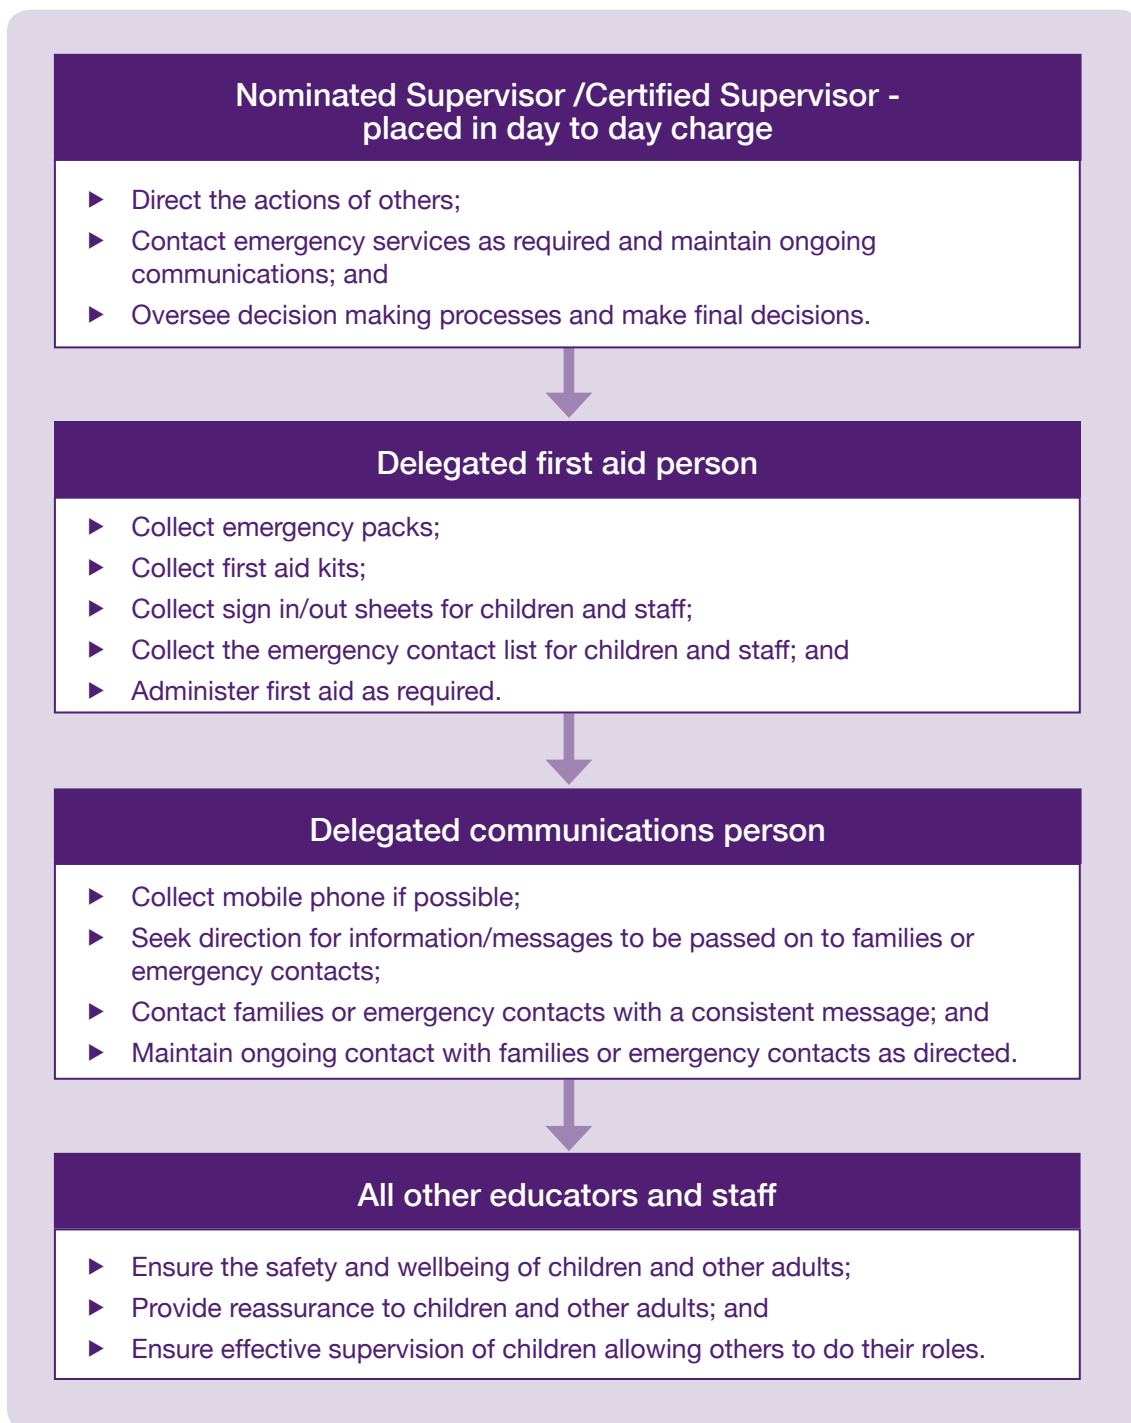 Nominated Supervisor /Certified Supervisor -
placed in day to day charge
▶ Direct the actions of others;
▶ Contact emergency services as required and maintain ongoing
communications; and
▶ Oversee decision making processes and make final decisions.
Delegated first aid person
▶ Collect emergency packs;
▶ Collect first aid kits;
▶ Collect sign in/out sheets for children and staff;
▶ Collect the emergency contact list for children and staff; and
▶ Administer first aid as required.
Delegated communications person
▶ Collect mobile phone if possible;
▶ Seek direction for information/messages to be passed on to families or
emergency contacts;
▶ Contact families or emergency contacts with a consistent message; and
▶ Maintain ongoing contact with families or emergency contacts as directed.
All other educators and staff
▶ Ensure the safety and wellbeing of children and other adults;
▶ Provide reassurance to children and other adults; and
▶ Ensure effective supervision of children allowing others to do their roles.